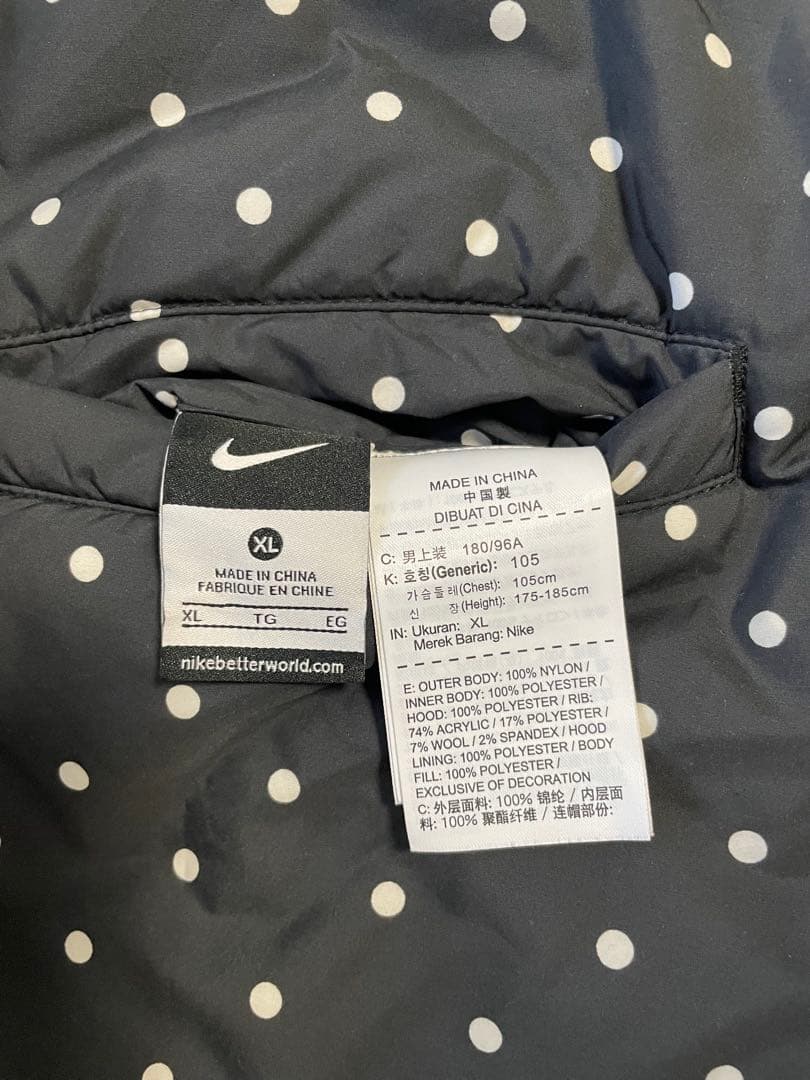 XL
MADE IN CHINA
FABRIQUE EN CHINE
XL TG EG
nikebetterworld.com
MADE IN CHINA
中国製
DIBUAT DI CINA
C: 男上装 180/96A
K: 호칭(Generic): 105
가슴둘레(Chest): 105cm
신 장(Height): 175-185cm
IN: Ukuran: XL
Merek Barang: Nike
E: OUTER BODY: 100% NYLON /
INNER BODY: 100% POLYESTER /
HOOD: 100% POLYESTER / RIB:
74% ACRYLIC / 17% POLYESTER /
7% WOOL / 2% SPANDEX / HOOD
LINING: 100% POLYESTER / BODY
FILL: 100% POLYESTER /
EXCLUSIVE OF DECORATION
C: 外层面料: 100% 锦纶 / 内层面
料: 100% 聚酯纤维 / 连帽部份: